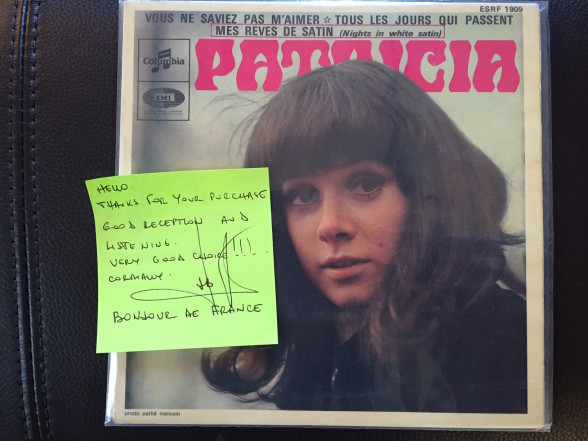 ESRF 1909
VOUS NE SAVIEZ PAS M'AIMER ☆ TOUS LES JOURS QUI PASSENT
MES REVES DE SATIN (Nights in white satin)
Columbia
PATRICIA
EMI
HELLO
THANKS FOR YOUR PURCHASE
GOOD RECEPTION AND
LISTENING.
VERY GOOD CHOICE!!!.
CORMALLY.
BONJOUR DE FRANCE
photo pathé marconi